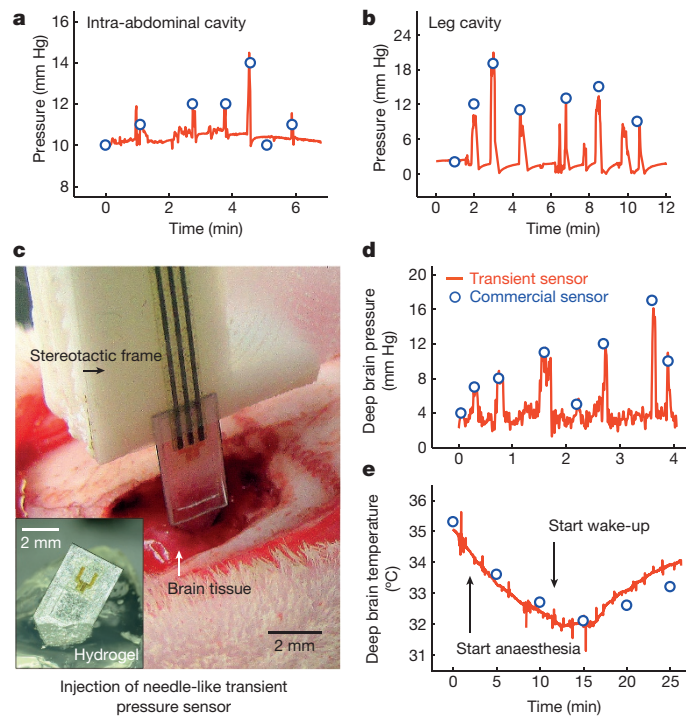 a
Intra-abdominal cavity
Pressure (mm Hg)
16
14
12
10
8
0 2 4 6
Time (min)
b
Leg cavity
Pressure (mm Hg)
24
18
12
6
0
0 2 4 6 8 10 12
Time (min)
c
Stereotactic frame
Brain tissue
2 mm
Hydrogel
2 mm
Injection of needle-like transient
pressure sensor
d
Transient sensor
Commercial sensor
Deep brain pressure
(mm Hg)
20
16
12
8
4
0
0 1 2 3 4
e
Deep brain temperature
(ºC)
36
35
34
33
32
31
Start wake-up
Start anaesthesia
0 5 10 15 20 25
Time (min)